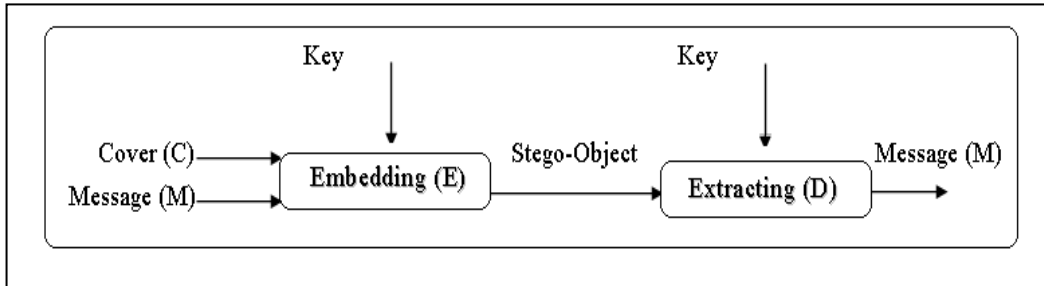 Key
Key
Cover (C)
Message (M)
Embedding (E)
Stego-Object
Extracting (D)
Message (M)